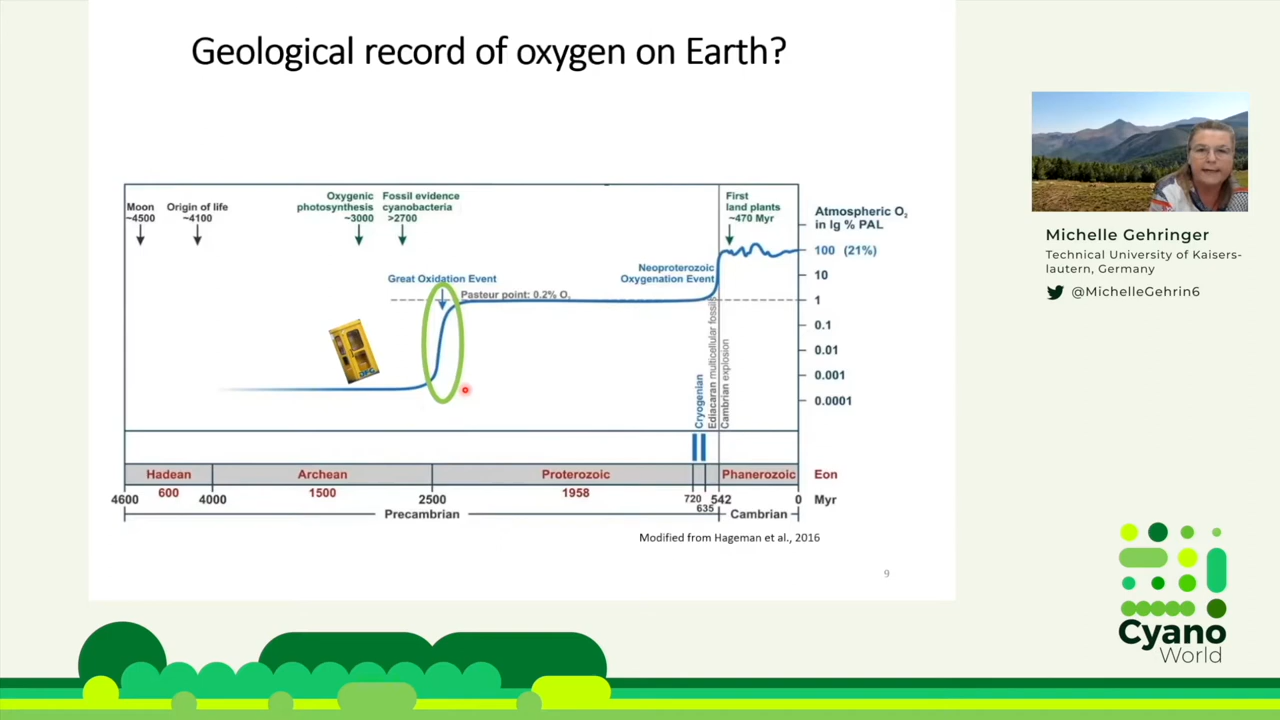 Geological record of oxygen on Earth?
Moon
~4500
Origin of life
~4100
Oxygenic
photosynthesis
~3000
Fossil evidence
cyanobacteria
>2700
First
land plants
~470 Myr
Atmospheric O2
in lg % PAL
100 (21%)
10
1
0.1
0.01
0.001
0.0001
Great Oxidation Event
Pasteur point: 0.2% O2
Neoproterozoic
Oxygenation Event
DFG
Cryogenian
Ediacaran multicellular fossils
Cambrian explosion
Hadean
Archean
Proterozoic
Phanerozoic
Eon
600
1500
1958
4600
4000
2500
720
635
542
0
Myr
Precambrian
Cambrian
Modified from Hageman et al., 2016
9
Michelle Gehringer
Technical University of Kaisers-
lautern, Germany
@MichelleGehrin6
Cyano
World